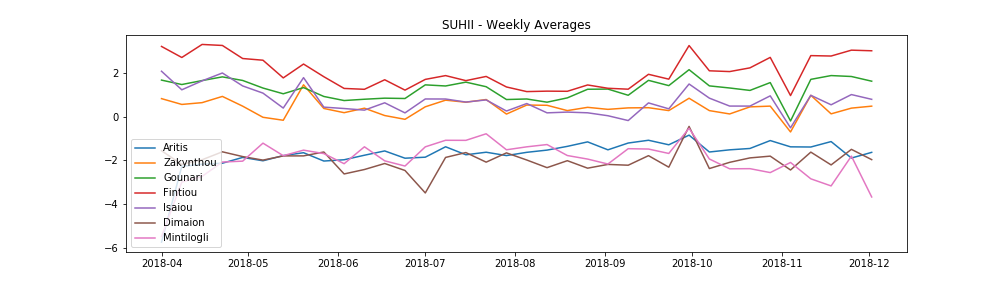 SUHII - Weekly Averages
2
0
−2
−4
−6
Aritis
Zakynthou
Gounari
Fintiou
Isaiou
Dimaion
Mintilogli
2018-04 2018-05 2018-06 2018-07 2018-08 2018-09 2018-10 2018-11 2018-12